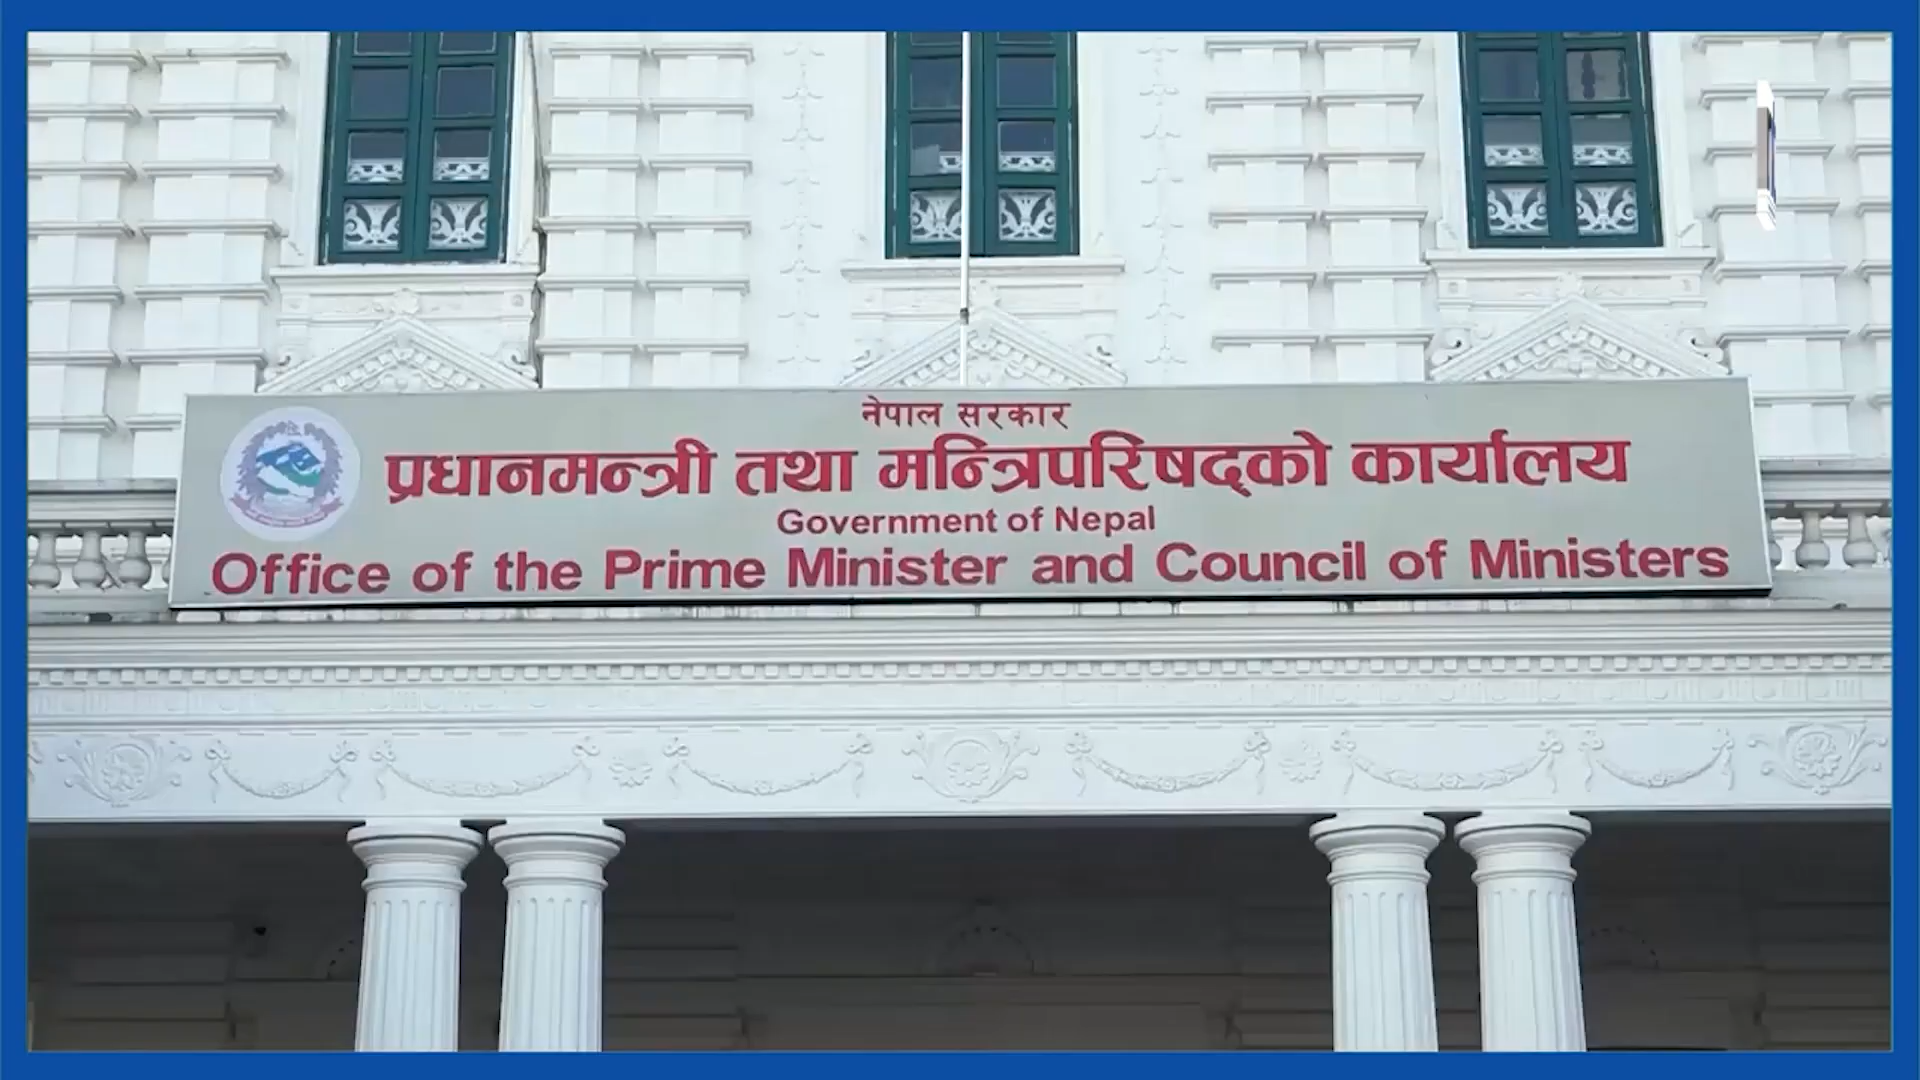 नेपाल सरकार
प्रधानमन्त्री तथा मन्त्रिपरिषद्को कार्यालय
Government of Nepal
Office of the Prime Minister and Council of Ministers